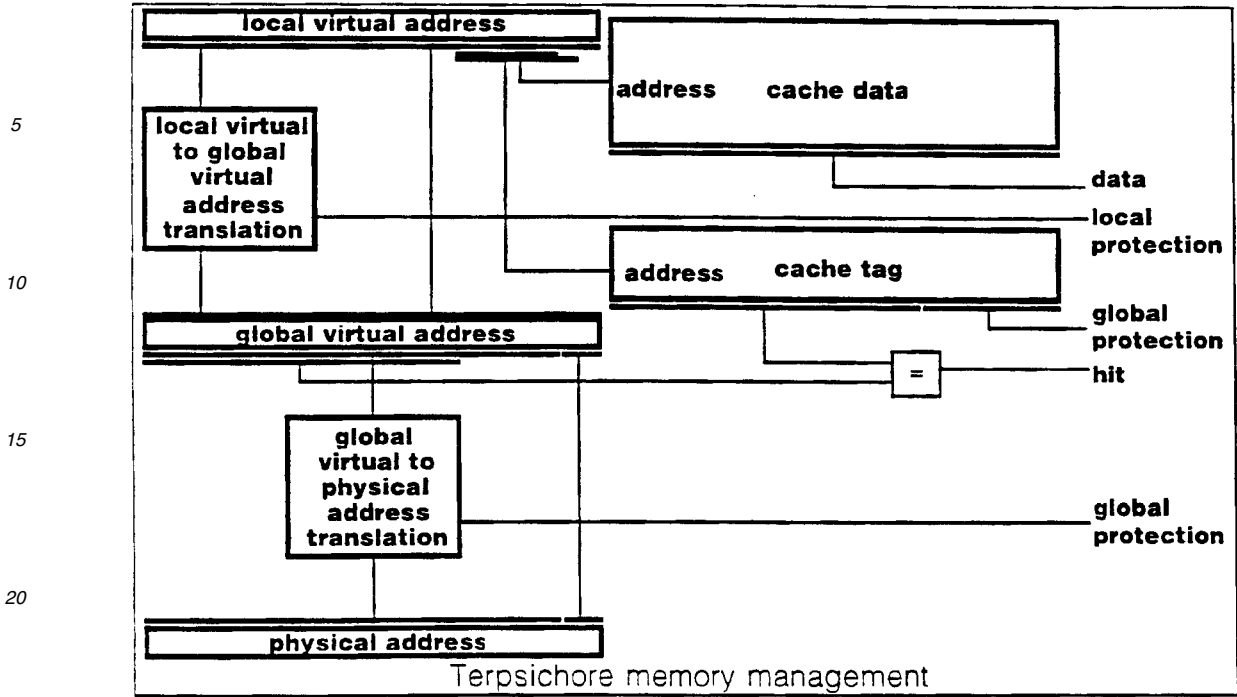 local virtual address
address cache data
5
local virtual
to global
virtual
address
translation
data
local
protection
address cache tag
10
global virtual address
global
protection
=
hit
15
global
virtual to
physical
address
translation
global
protection
20
physical address
Terpsichore memory management